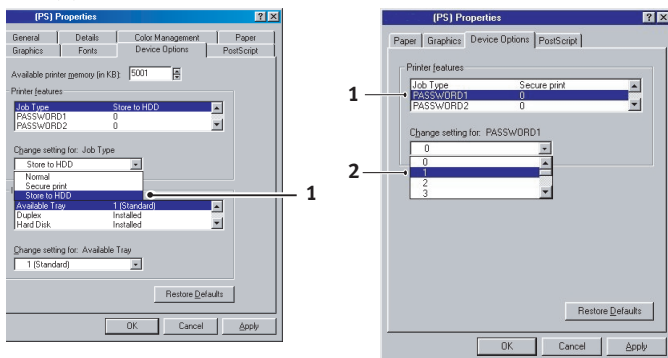 (PS) Properties
General Details Color Management Paper
Graphics Fonts Device Options PostScript
Available printer memory (in KB): 5001
Printer features
Job Type Store to HDD
PASSWORD1 0
PASSWORD2 0
Change setting for: Job Type
Store to HDD
Normal
Secure print
Store to HDD
1
Available Tray 1 (Standard)
Duplex Installed
Hard Disk Installed
Change setting for: Available Tray
1 (Standard)
Restore Defaults
OK Cancel Apply
(PS) Properties
Paper Graphics Device Options PostScript
Printer features
Job Type Secure print
1 PASSWORD1 0
PASSWORD2 0
Change setting for: PASSWORD1
0
0
2 1
2
3
Restore Defaults
OK Cancel Apply